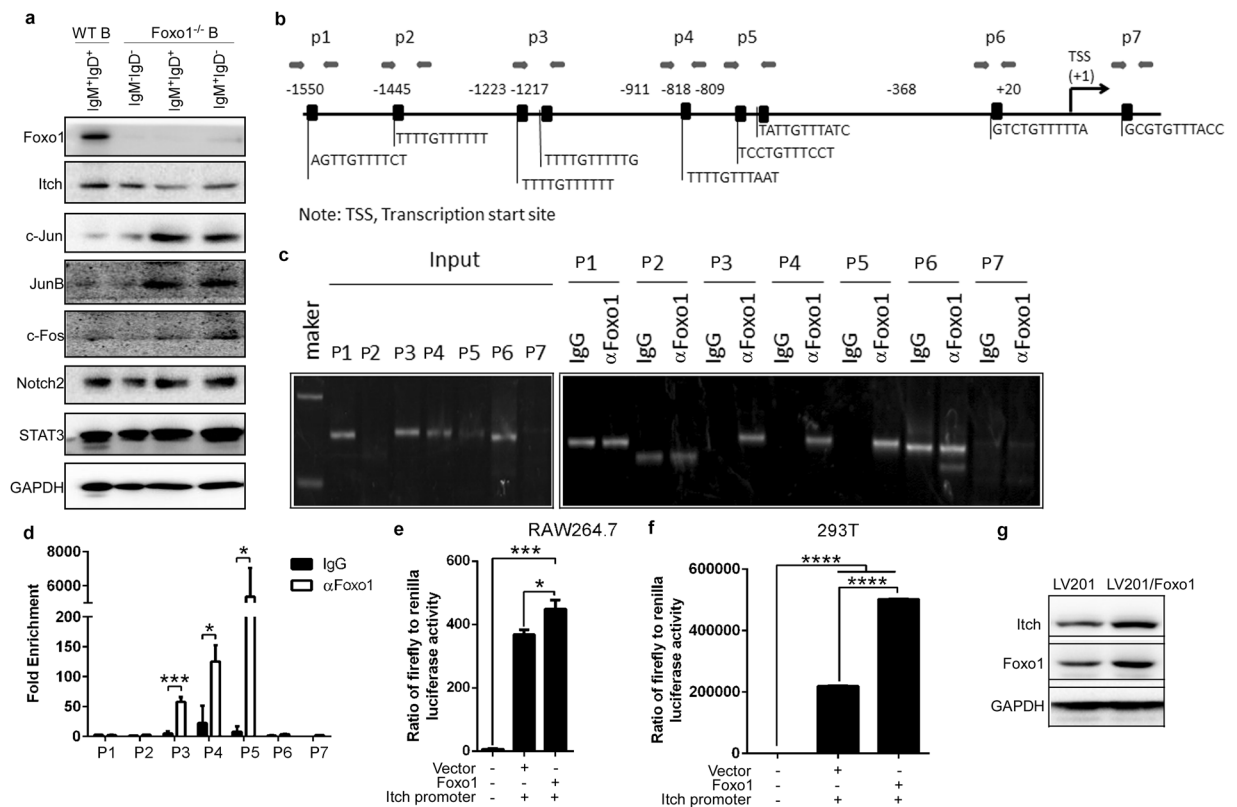 a
WT B
Foxo1-/- B
IgM+IgD+
IgM-IgD-
IgM+IgD+
IgM+IgD-
Foxo1
Itch
c-Jun
JunB
c-Fos
Notch2
STAT3
GAPDH
b
p1 p2 p3 p4 p5 p6 p7
TSS
(+1)
-1550 -1445 -1223 -1217 -911 -818 -809 -368 +20
AGTTGTTTTCT
TTTTGTTTTTT
TTTTGTTTTTG
TTTTGTTTTTT
TATTGTTTATC
TCCTGTTTCCT
TTTTGTTTAAT
GTCTGTTTTTA
GCGTGTTTACC
Note: TSS, Transcription start site
c
Input
maker
P1 P2 P3 P4 P5 P6 P7
P1 P2 P3 P4 P5 P6 P7
IgG αFoxo1 IgG αFoxo1 IgG αFoxo1 IgG αFoxo1 IgG αFoxo1 IgG αFoxo1 IgG αFoxo1
d
Fold Enrichment
8000
6000
4000
200
150
100
50
0
***
*
*
P1 P2 P3 P4 P5 P6 P7
IgG
αFoxo1
e
RAW264.7
Ratio of firefly to renilla
luciferase activity
600
400
200
0
***
*
Vector - + -
Foxo1 - - +
Itch promoter - + +
f
293T
Ratio of firefly to renilla
luciferase activity
600000
400000
200000
0
****
****
Vector - + -
Foxo1 - - +
Itch promoter - + +
g
LV201 LV201/Foxo1
Itch
Foxo1
GAPDH